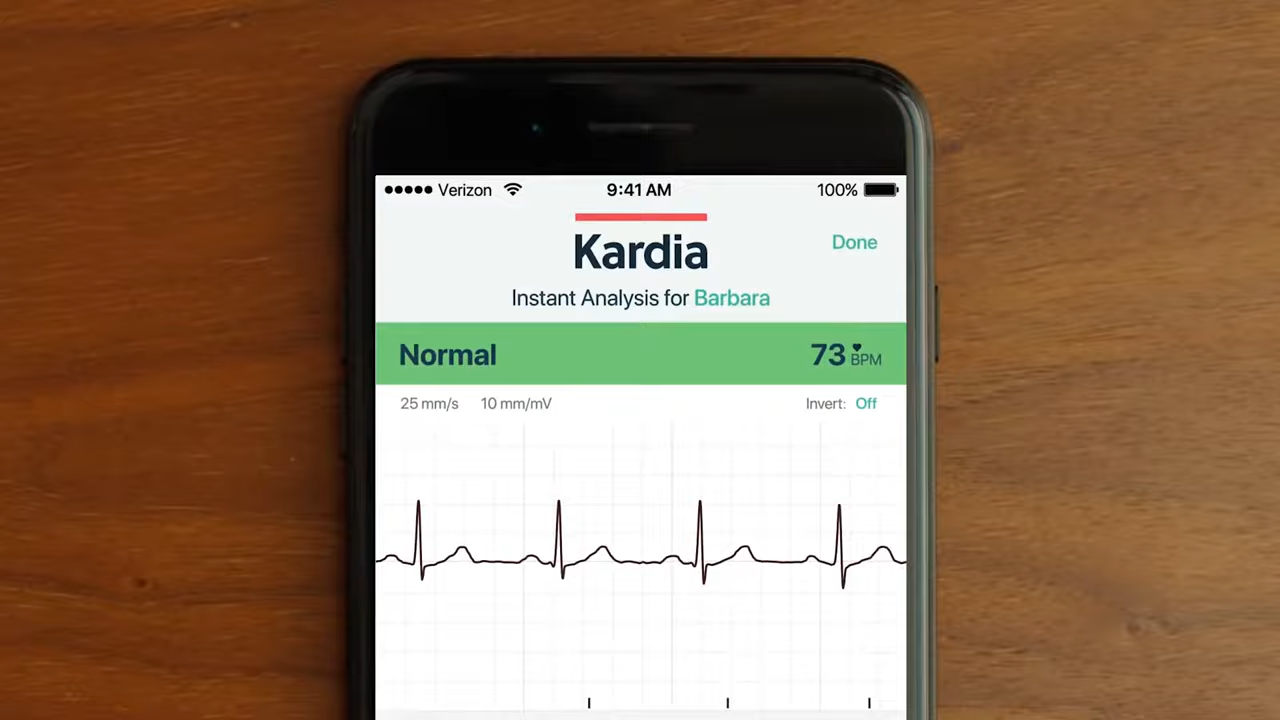 Verizon 9:41 AM 100%
Kardia
Done
Instant Analysis for Barbara
Normal 73 BPM
25 mm/s 10 mm/mV Invert: Off